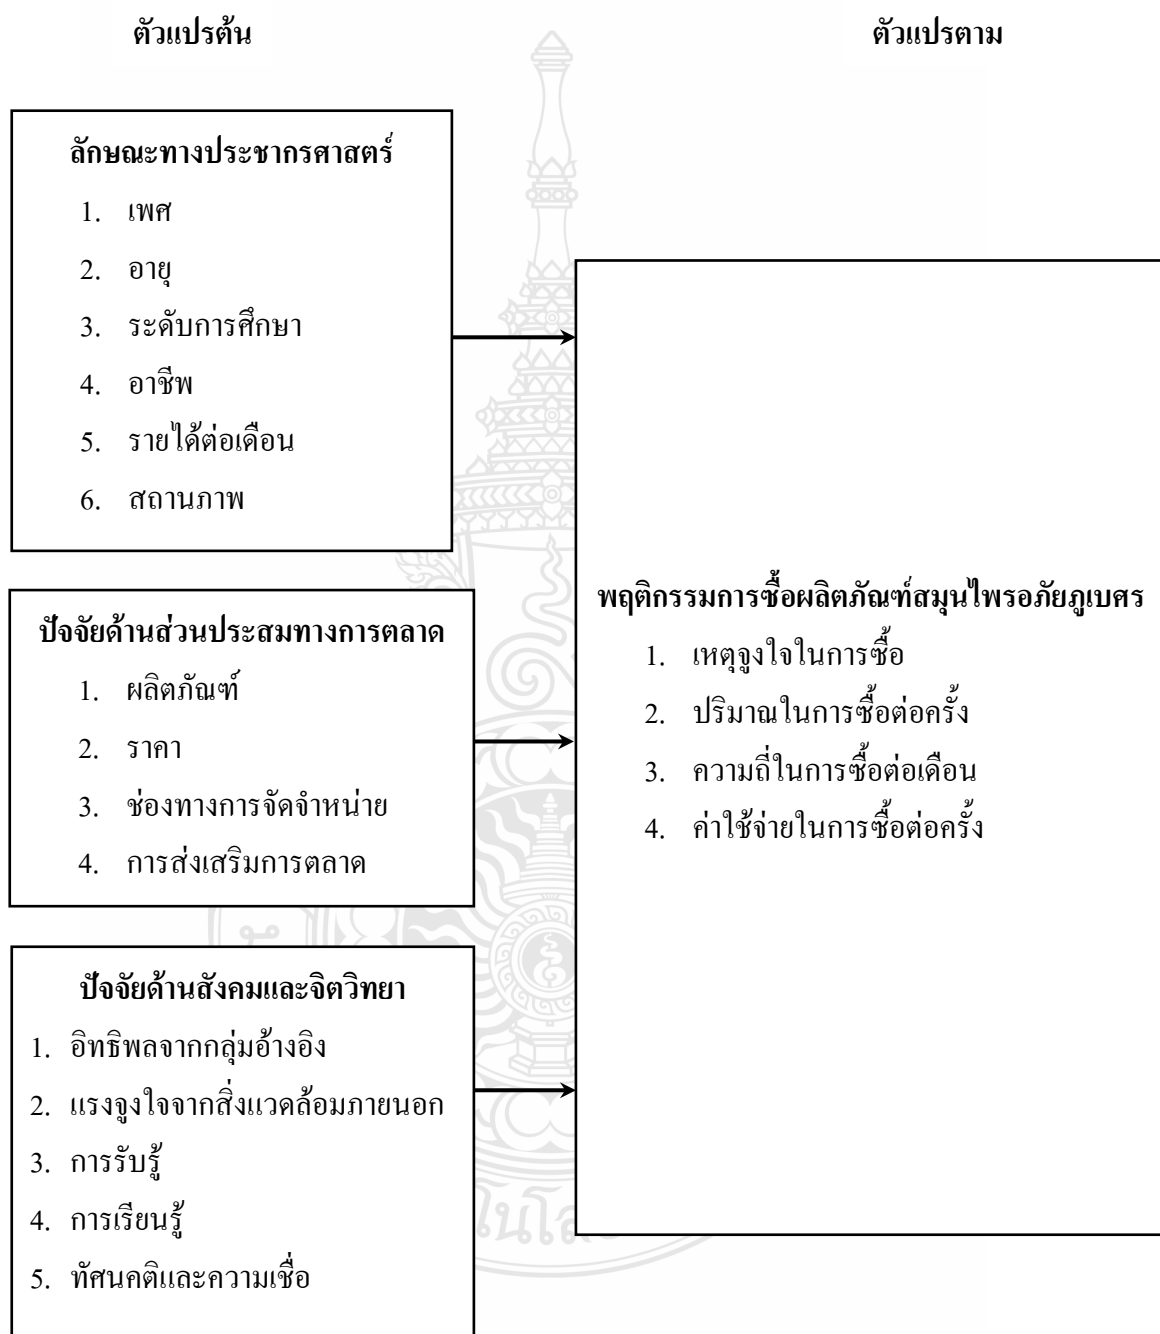 ตัวแปรต้น
ตัวแปรตาม
ลักษณะทางประชากรศาสตร์
1. เพศ
2. อายุ
3. ระดับการศึกษา
4. อาชีพ
5. รายได้ต่อเดือน
6. สถานภาพ
ปัจจัยด้านส่วนประสมทางการตลาด
1. ผลิตภัณฑ์
2. ราคา
3. ช่องทางการจัดจำหน่าย
4. การส่งเสริมการตลาด
ปัจจัยด้านสังคมและจิตวิทยา
1. อิทธิพลจากกลุ่มอ้างอิง
2. แรงจูงใจจากสิ่งแวดล้อมภายนอก
3. การรับรู้
4. การเรียนรู้
5. ทัศนคติและความเชื่อ
พฤติกรรมการซื้อผลิตภัณฑ์สมุนไพรอภัยภูเบศร
1. เหตุจูงใจในการซื้อ
2. ปริมาณในการซื้อต่อครั้ง
3. ความถี่ในการซื้อต่อเดือน
4. ค่าใช้จ่ายในการซื้อต่อครั้ง